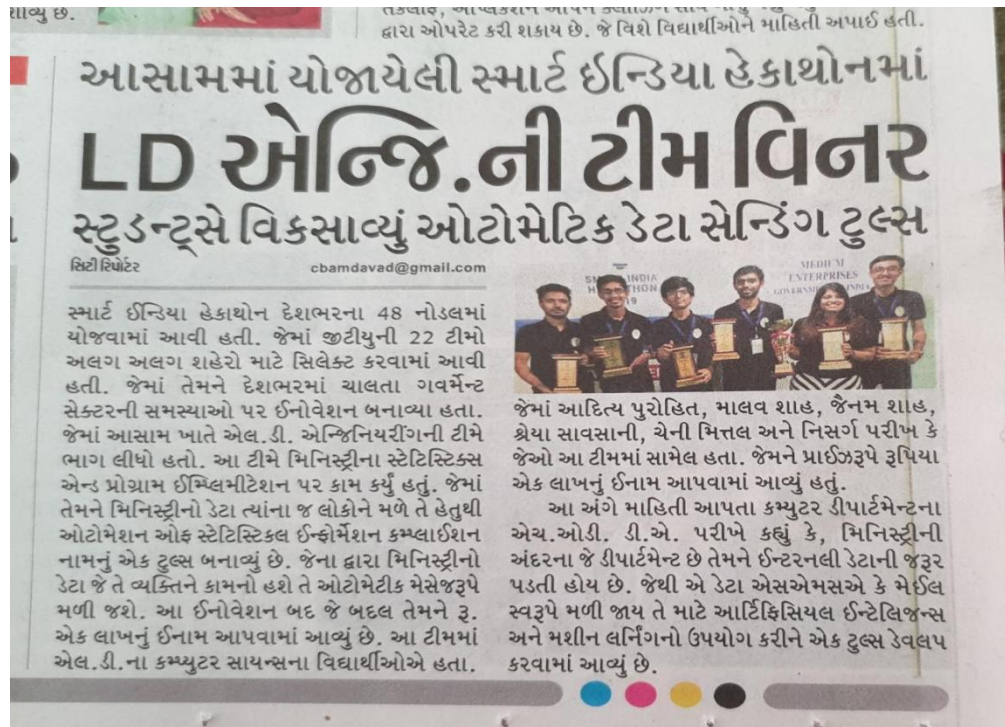 દ્વારા ઓપરેટ કરી શકાય છે. જે વિશે વિદ્યાર્થીઓને માહિતી અપાઈ હતી.
આસામમાં યોજાયેલી સ્માર્ટ ઇન્ડિયા હેકાથોનમાં
LD એન્જિ.ની ટીમ વિનર
સ્ટુડન્ટ્સે વિકસાવ્યું ઓટોમેટિક ડેટા સેન્ડિંગ ટુલ્સ
સિટી રિપોર્ટર
cbamdavad@gmail.com
સ્માર્ટ ઈન્ડિયા હેકાથોન દેશભરના 48 નોડલમાં
યોજવામાં આવી હતી. જેમાં જીટીયુની 22 ટીમો
અલગ અલગ શહેરો માટે સિલેક્ટ કરવામાં આવી
હતી. જેમાં તેમને દેશભરમાં ચાલતા ગવર્મેન્ટ
સેક્ટરની સમસ્યાઓ પર ઈનોવેશન બનાવ્યા હતા.
જેમાં આસામ ખાતે એલ.ડી. એન્જિનિયરીંગની ટીમે
ભાગ લીધો હતો. આ ટીમે મિનિસ્ટ્રીના સ્ટેટિસ્ટિક્સ
એન્ડ પ્રોગ્રામ ઈમ્પ્લિમીટેશન પર કામ કર્યું હતું. જેમાં
તેમને મિનિસ્ટ્રીનો ડેટા ત્યાંના જ લોકોને મળે તે હેતુથી
ઓટોમેશન ઓફ સ્ટેટિસ્ટિકલ ઈન્ફોર્મેશન કમ્પ્લાઈશન
નામનું એક ટુલ્સ બનાવ્યું છે. જેના દ્વારા મિનિસ્ટ્રીનો
ડેટા જે તે વ્યક્તિને કામનો હશે તે ઓટોમેટીક મેસેજરૂપે
મળી જશે. આ ઈનોવેશન બદ જે બદલ તેમને રૂ.
એક લાખનું ઈનામ આપવામાં આવ્યું છે. આ ટીમમાં
એલ.ડી.ના કમ્પ્યુટર સાયન્સના વિદ્યાર્થીઓએ હતા.
MEDIUM
ENTERPRISES
INDIA
જેમાં આદિત્ય પુરોહિત, માલવ શાહ, જૈનમ શાહ,
શ્રેયા સાવસાની, ચેની મિત્તલ અને નિસર્ગ પરીખ કે
જેઓ આ ટીમમાં સામેલ હતા. જેમને પ્રાઈઝરૂપે રૂપિયા
એક લાખનું ઈનામ આપવામાં આવ્યું હતું.
આ અંગે માહિતી આપતા કમ્યુટર ડીપાર્ટમેન્ટના
એચ.ઓડી. ડી.એ. પરીખે કહ્યું કે, મિનિસ્ટ્રીની
અંદરના જે ડીપાર્ટમેન્ટ છે તેમને ઈન્ટરનલી ડેટાની જરૂર
પડતી હોય છે. જેથી એ ડેટા એસએમસએ કે મેઈલ
સ્વરૂપે મળી જાય તે માટે આર્ટિફિસિયલ ઈન્ટેલિજન્સ
અને મશીન લર્નિંગનો ઉપયોગ કરીને એક ટુલ્સ ડેવલપ
કરવામાં આવ્યું છે.